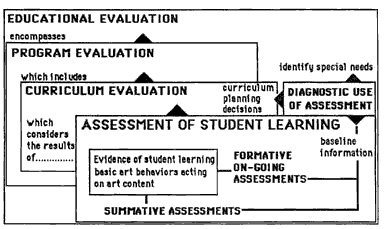 EDUCATIONAL EVALUATION
encompasses
PROGRAM EVALUATION
identify special needs
which includes
CURRICULUM EVALUATION
curriculum
planning
decisions
DIAGNOSTIC USE
OF ASSESSMENT
ASSESSMENT OF STUDENT LEARNING
which
considers
the results
of.............
baseline
information
Evidence of student learning
basic art behaviors acting
on art content
FORMATIVE
ON-GOING
ASSESSMENTS
SUMMATIVE ASSESSMENTS